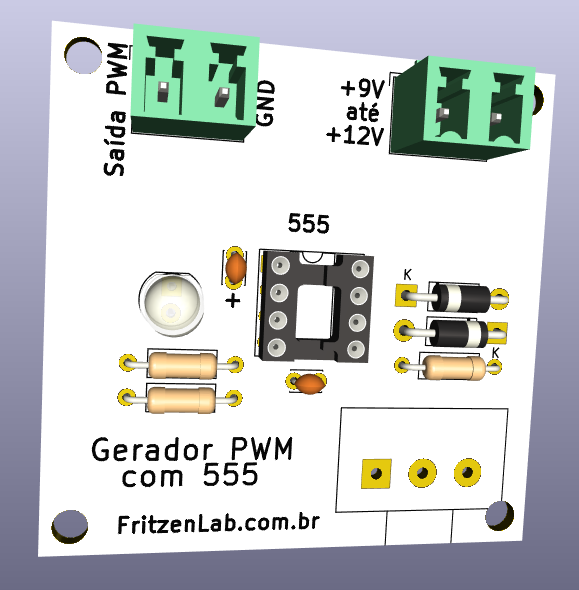 Saída PWM
GND
+9V
até
+12V
555
+
K
K
Gerador PWM
com 555
FritzenLab.com.br